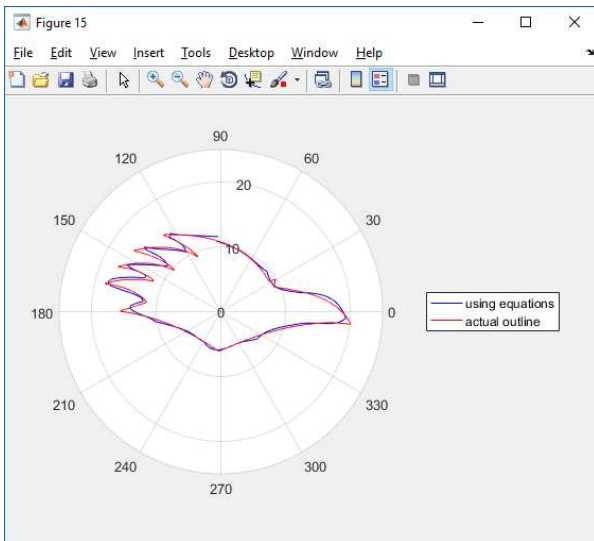 Figure 15
File Edit View Insert Tools Desktop Window Help
90
120 60
20
150 30
10
180 0 0
using equations
actual outline
210 330
240 300
270